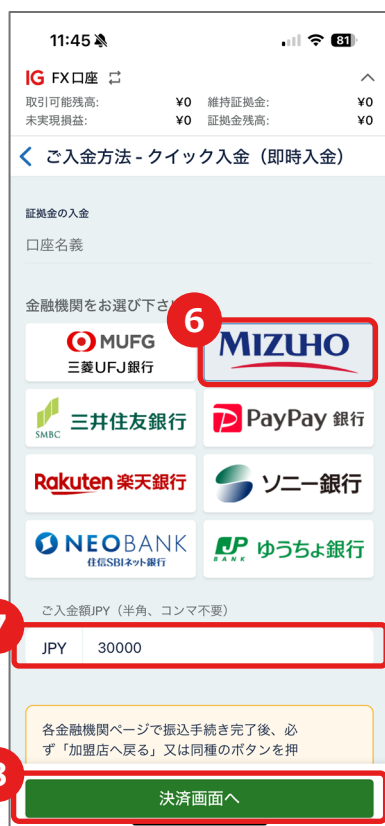 11:45
81
IG FX口座
取引可能残高: ¥0 維持証拠金: ¥0
未実現損益: ¥0 証拠金残高: ¥0
ご入金方法 - クイック入金（即時入金）
証拠金の入金
口座名義
金融機関をお選び下さ
6
MUFG
三菱UFJ銀行
MIZUHO
SMBC 三井住友銀行
PayPay 銀行
Rakuten 楽天銀行
ソニー銀行
NEOBANK
住信SBIネット銀行
JP BANK ゆうちょ銀行
ご入金額JPY（半角、コンマ不要）
7
JPY 30000
各金融機関ページで振込手続き完了後、必
ず「加盟店へ戻る」又は同種のボタンを押
8
決済画面へ